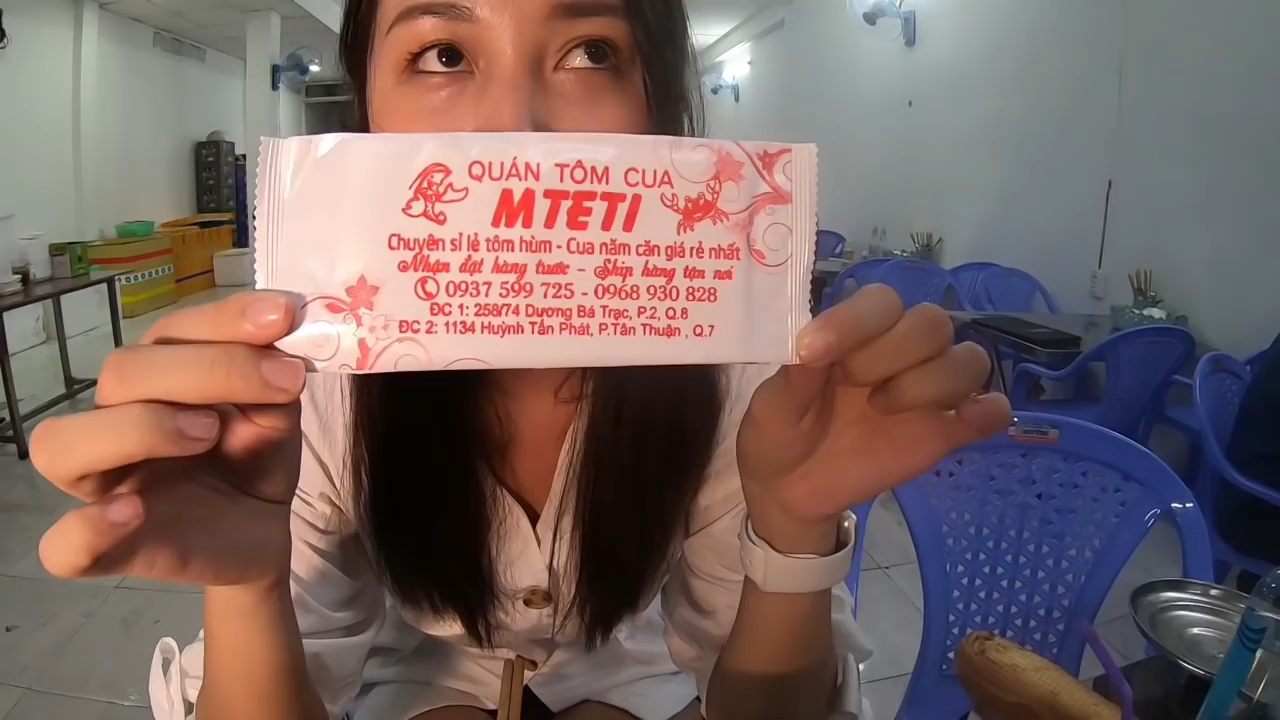 QUÁN TÔM CUA
MTETI
Chuyên sỉ lẻ tôm hùm - Cua năm căn giá rẻ nhất
Nhận đặt hàng trước - Ship hàng tận nơi
0937 599 725 - 0968 930 828
ĐC 1: 258/74 Dương Bá Trạc, P.2, Q.8
ĐC 2: 1134 Huỳnh Tấn Phát, P.Tân Thuận , Q.7